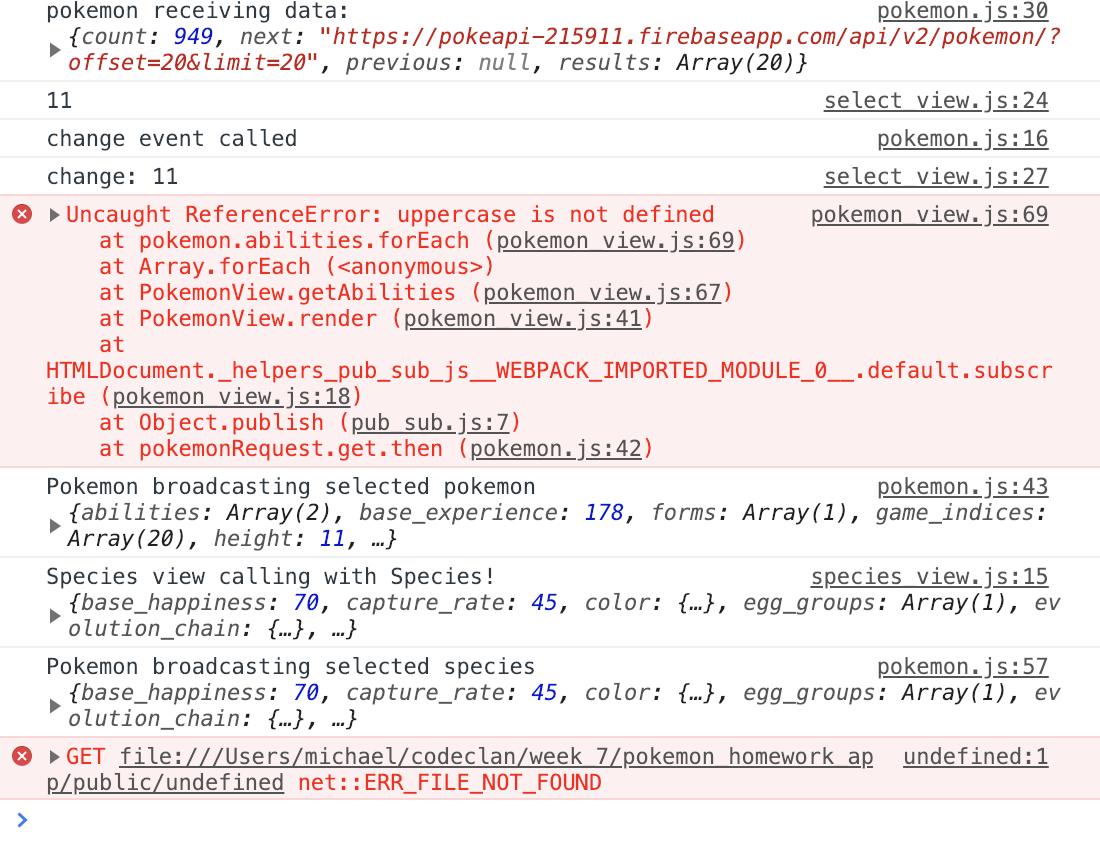 pokemon receiving data: pokemon.js:30
{count: 949, next: "https://pokeapi-215911.firebaseapp.com/api/v2/pokemon/?
offset=20&limit=20", previous: null, results: Array(20)}
11 select_view.js:24
change event called pokemon.js:16
change: 11 select_view.js:27
Uncaught ReferenceError: uppercase is not defined pokemon_view.js:69
at pokemon.abilities.forEach (pokemon_view.js:69)
at Array.forEach (<anonymous>)
at PokemonView.getAbilities (pokemon_view.js:67)
at PokemonView.render (pokemon_view.js:41)
at
HTMLDocument._helpers_pub_sub_js__WEBPACK_IMPORTED_MODULE_0__.default.subscr
ibe (pokemon_view.js:18)
at Object.publish (pub_sub.js:7)
at pokemonRequest.get.then (pokemon.js:42)
Pokemon broadcasting selected pokemon pokemon.js:43
{abilities: Array(2), base_experience: 178, forms: Array(1), game_indices:
Array(20), height: 11, …}
Species view calling with Species! species_view.js:15
{base_happiness: 70, capture_rate: 45, color: {…}, egg_groups: Array(1), ev
olution_chain: {…}, …}
Pokemon broadcasting selected species pokemon.js:57
{base_happiness: 70, capture_rate: 45, color: {…}, egg_groups: Array(1), ev
olution_chain: {…}, …}
GET file:///Users/michael/codeclan/week_7/pokemon_homework_ap undefined:1
p/public/undefined net::ERR_FILE_NOT_FOUND